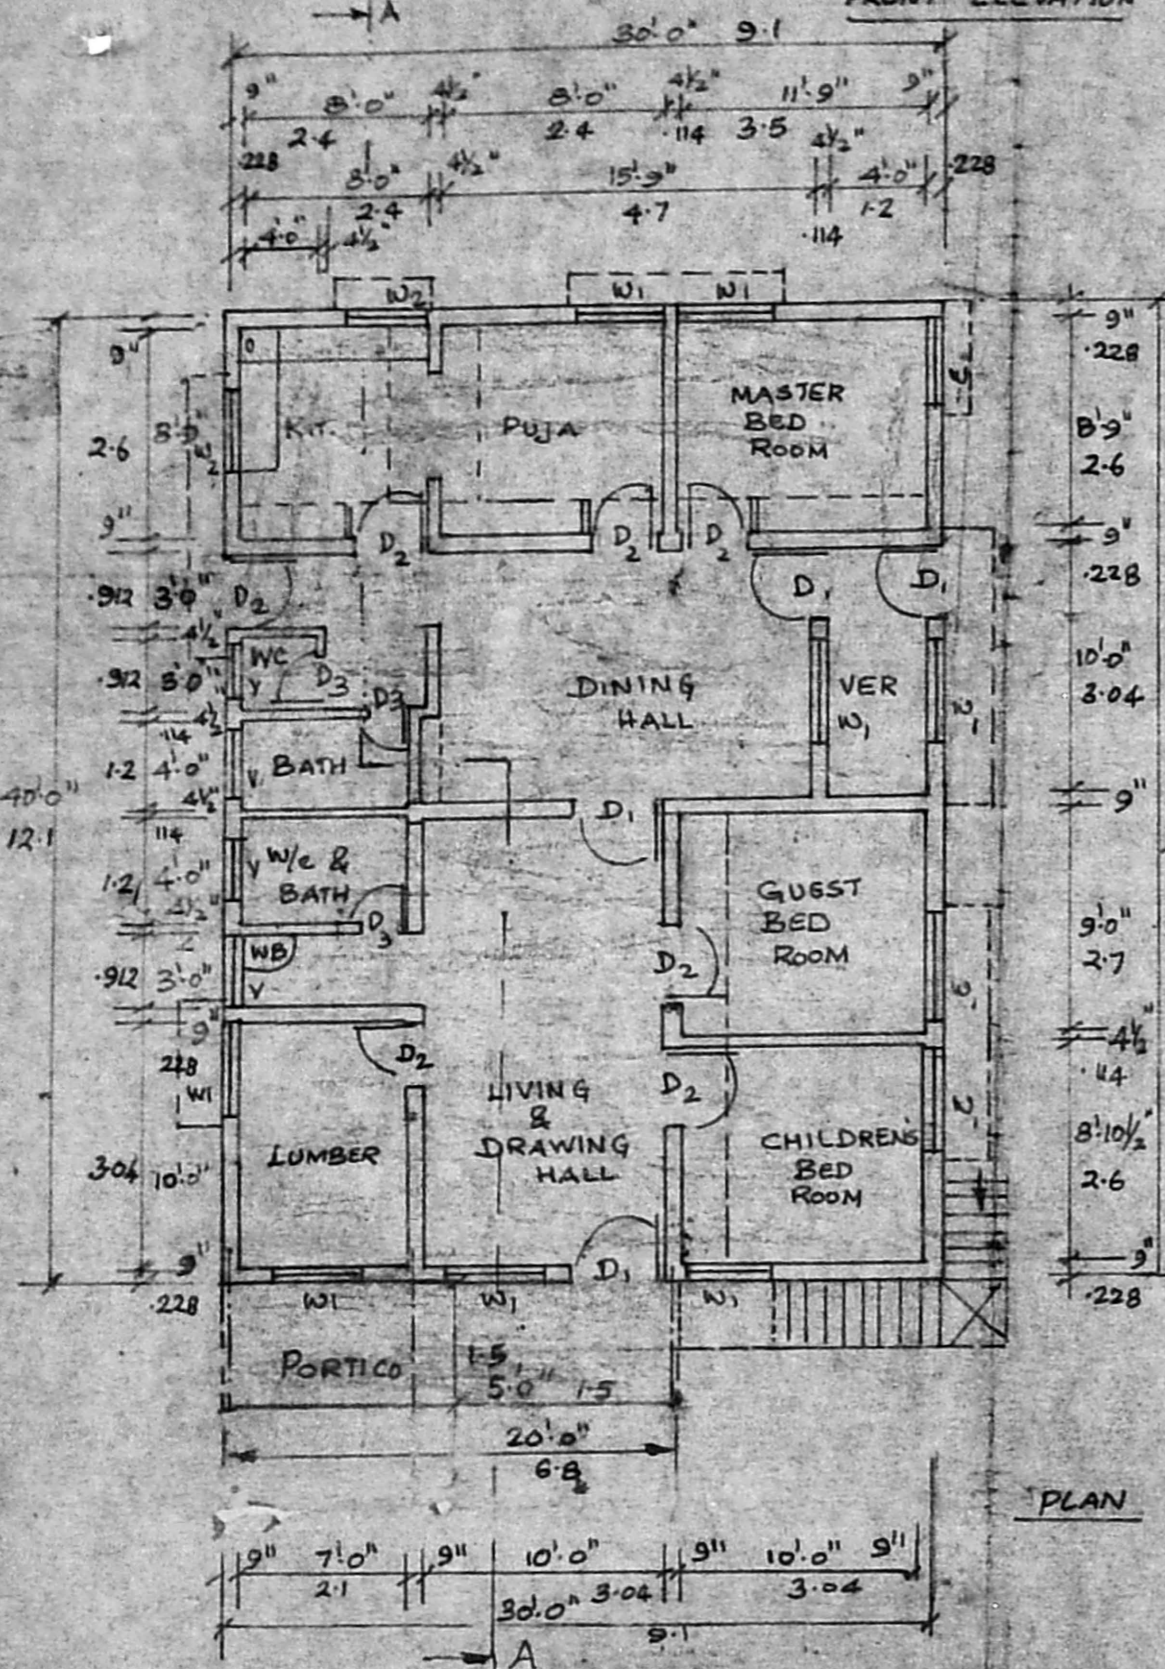 A
FRONT ELEVATION
30'.0" 9.1
9" 8'.0" 4½" 8'.0" 4½" 11'.9" 9"
2.4 2.4 .114 3.5
.228 8'.0" 4½" 15'.9" 4½" 4'.0" .228
2.4 4.7 1.2
4'.0" 4½" .114
W2 W1 W1
9" 9"
.228
KIT. PUJA MASTER
BED
ROOM
2.6 W2 8'9"
2.6
9" 9"
.228
D2 D2 D2
.912 3'.0" D2 D1 D1
4½"
WC D3
V
.912 D3
4½"
114
DINING
HALL
VER
W1
10'.0"
3.04
1.2 4'.0" V BATH
4½"
40'.0"
12.1
9"
114
D1
1.2 4'.0" V W/C &
BATH
4½" D3
GUEST
BED
ROOM
9'.0"
2.7
.912 3'.0" WB
V
D2
9"
228
W1
4½
.114
D2 D2
LIVING
&
DRAWING
HALL
LUMBER
CHILDRENS
BED
ROOM
8'.10½"
2.6
3.04 10'.0"
9" D1 9"
.228 W1 W1 W1 .228
PORTICO 1.5
5'.0" 1.5
20'.0"
6.8
PLAN
9" 7'.0" 9" 10'.0" 9" 10'.0" 9"
2.1 3.04 3.04
30'.0"
9.1
A